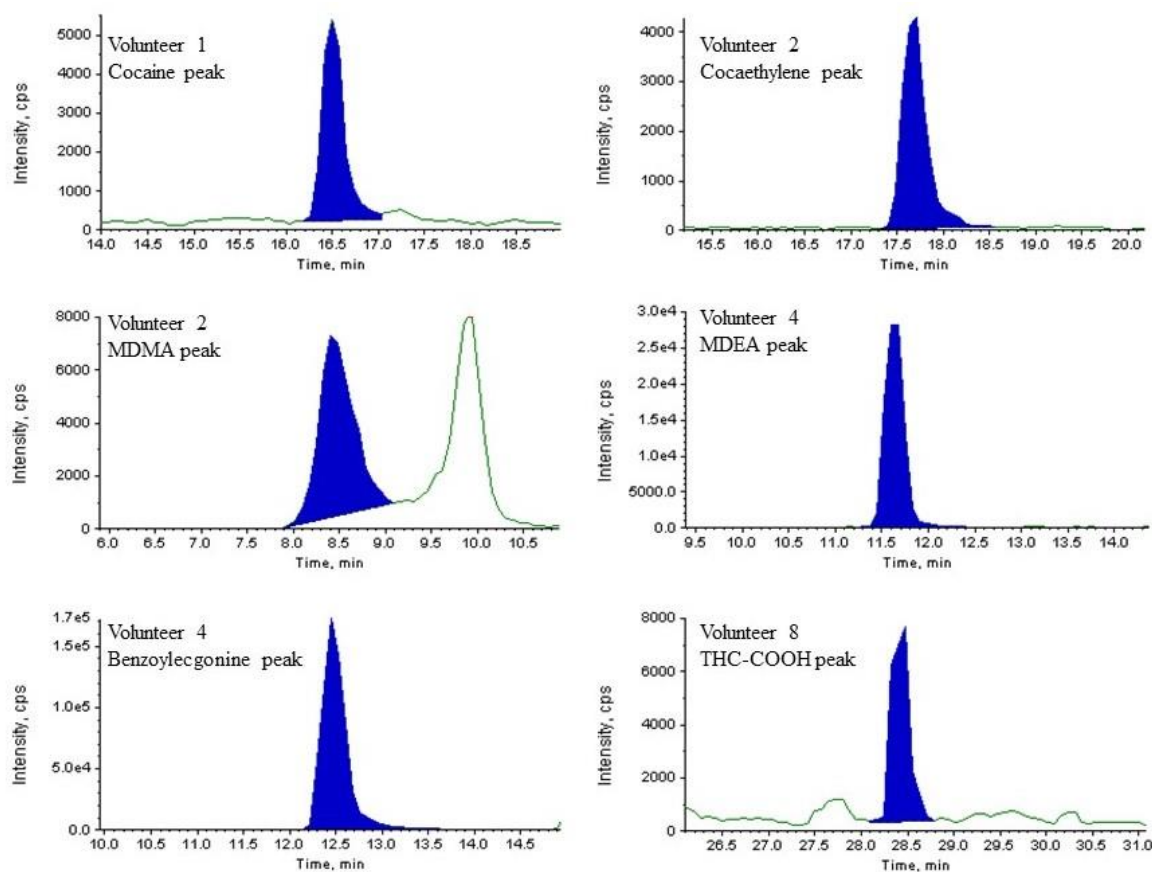 Volunteer 1
Cocaine peak
Intensity, cps
5000
4000
3000
2000
1000
0
14.0 14.5 15.0 15.5 16.0 16.5 17.0 17.5 18.0 18.5
Time, min
Volunteer 2
Cocaethylene peak
Intensity, cps
4000
3000
2000
1000
0
15.5 16.0 16.5 17.0 17.5 18.0 18.5 19.0 19.5 20.0
Time, min
Volunteer 2
MDMA peak
Intensity, cps
8000
6000
4000
2000
0
6.0 6.5 7.0 7.5 8.0 8.5 9.0 9.5 10.0 10.5
Time, min
Volunteer 4
MDEA peak
Intensity, cps
3.0e4
2.5e4
2.0e4
1.5e4
1.0e4
5000.0
0.0
9.5 10.0 10.5 11.0 11.5 12.0 12.5 13.0 13.5 14.0
Time, min
Volunteer 4
Benzoylecgonine peak
Intensity, cps
1.7e5
1.5e5
1.0e5
5.0e4
0.0
10.0 10.5 11.0 11.5 12.0 12.5 13.0 13.5 14.0 14.5
Time, min
Volunteer 8
THC-COOH peak
Intensity, cps
8000
6000
4000
2000
0
26.5 27.0 27.5 28.0 28.5 29.0 29.5 30.0 30.5 31.0
Time, min